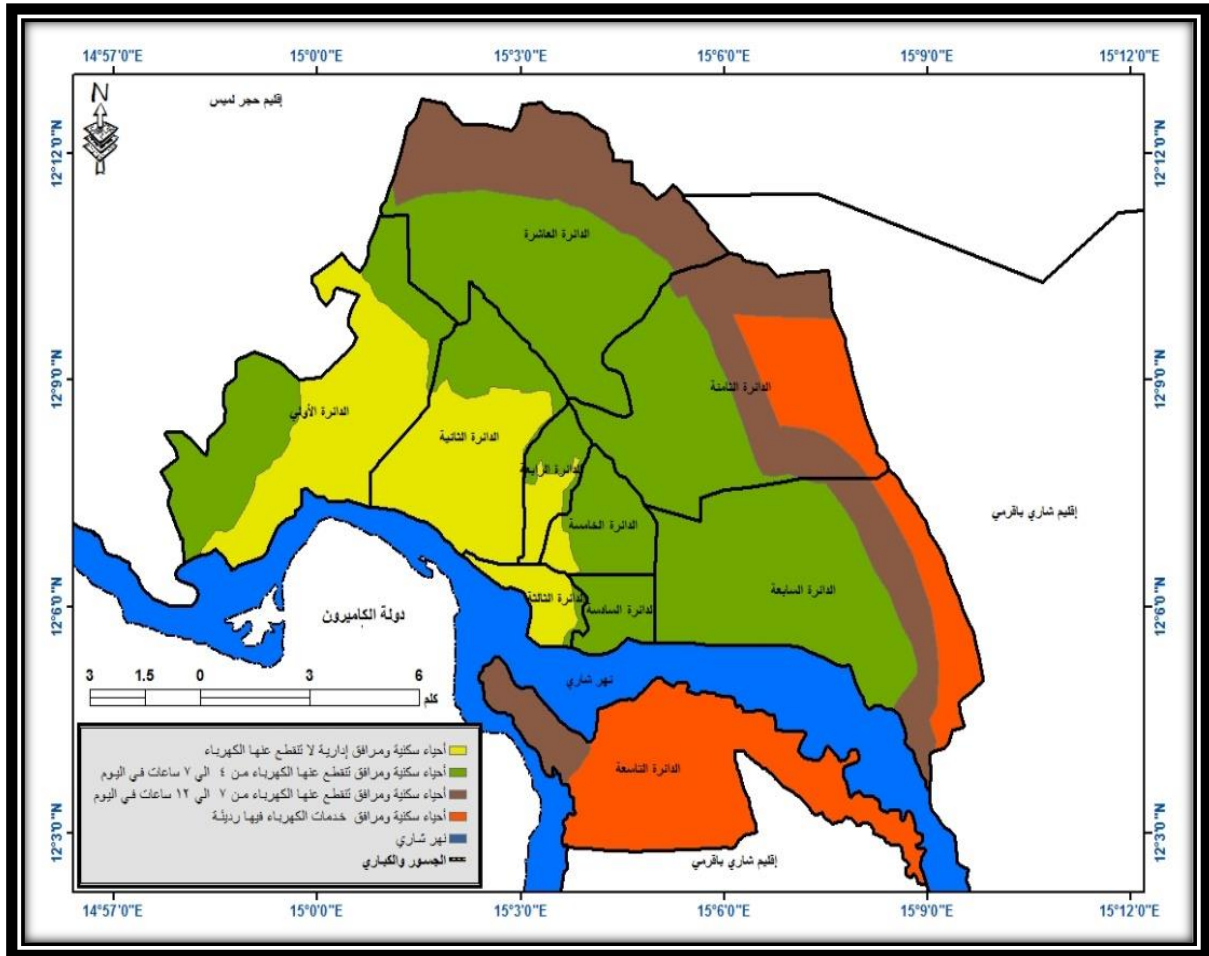 14°57'0"E 15°0'0"E 15°3'0"E 15°6'0"E 15°9'0"E 15°12'0"E
N
إقليم حجر لميس
12°12'0"N 12°12'0"N
الدائرة العاشرة
12°9'0"N 12°9'0"N
الدائرة الثامنة
الدائرة الأولي
الدائرة الثانية
الدائرة الرابعة
إقليم شاري باقرمي
الدائرة الخامسة
12°6'0"N 12°6'0"N
الدائرة السابعة
الدائرة الثالثة
الدائرة السادسة
دولة الكاميرون
3 1.5 0 3 6
كلم
نهر شاري
الدائرة التاسعة
أحياء سكنية ومرافق إدارية لا تنقطع عنها الكهرباء
أحياء سكنية ومرافق تنقطع عنها الكهرباء من ٤ الي ٧ ساعات في اليوم
أحياء سكنية ومرافق تنقطع عنها الكهرباء من ٧ الي ١٢ ساعات في اليوم
أحياء سكنية ومرافق خدمات الكهرباء فيها رديئة
نهر شاري
الجسور والكباري
12°3'0"N 12°3'0"N
إقليم شاري باقرمي
14°57'0"E 15°0'0"E 15°3'0"E 15°6'0"E 15°9'0"E 15°12'0"E